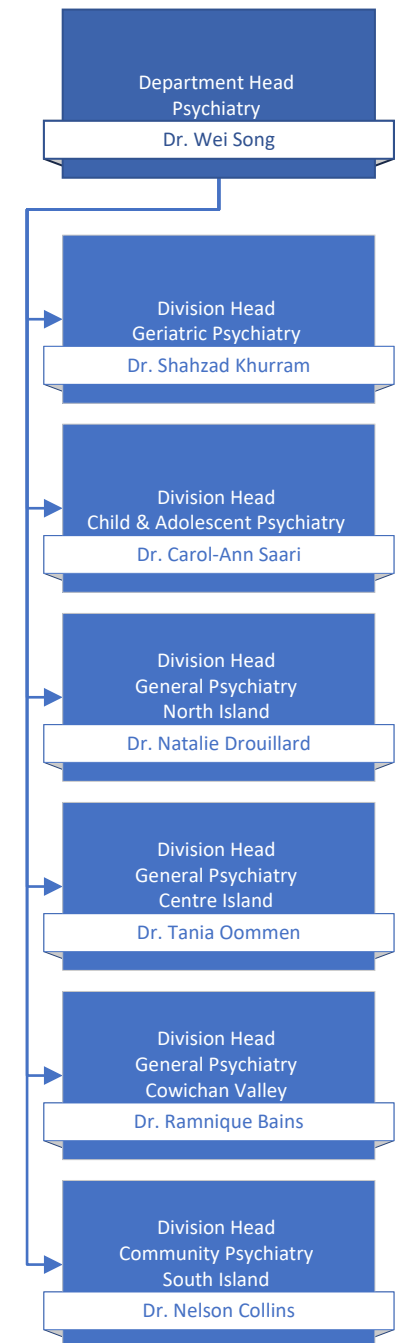 Department Head
Psychiatry
Dr. Wei Song
Division Head
Geriatric Psychiatry
Dr. Shahzad Khurram
Division Head
Child & Adolescent Psychiatry
Dr. Carol-Ann Saari
Division Head
General Psychiatry
North Island
Dr. Natalie Drouillard
Division Head
General Psychiatry
Centre Island
Dr. Tania Oommen
Division Head
General Psychiatry
Cowichan Valley
Dr. Ramnique Bains
Division Head
Community Psychiatry
South Island
Dr. Nelson Collins